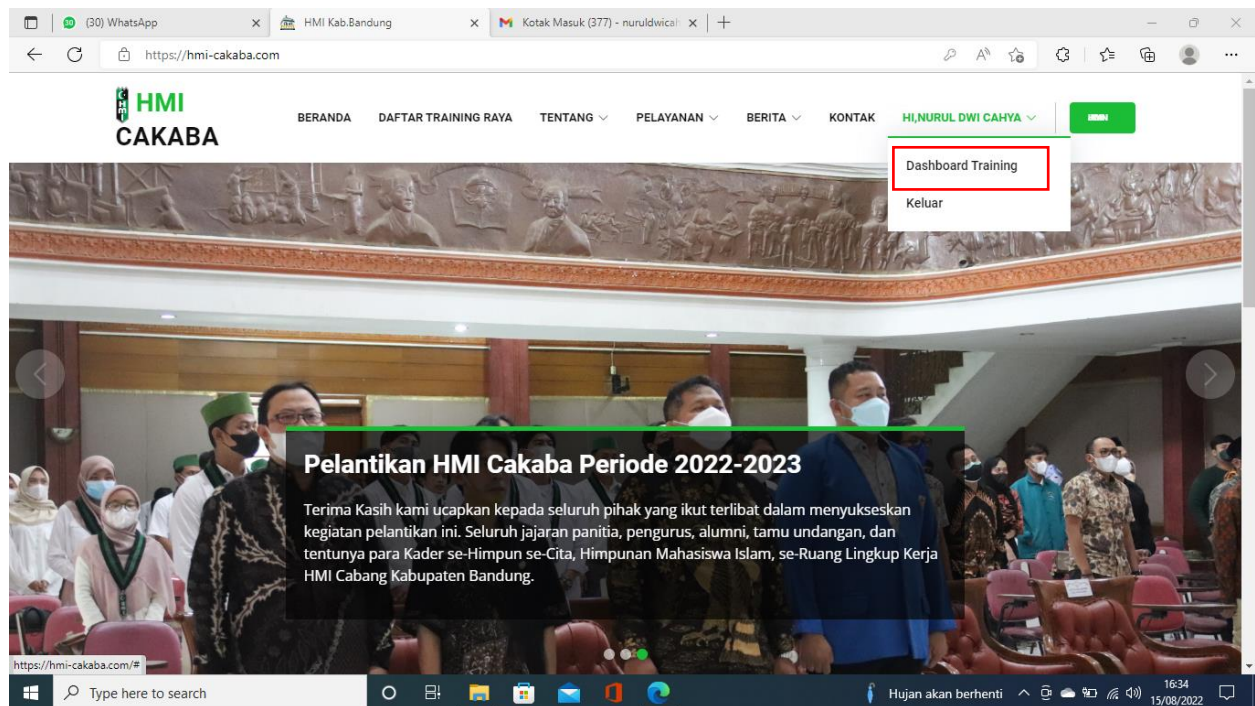 (30) WhatsApp
HMI Kab.Bandung
Kotak Masuk (377) - nuruldwicah
https://hmi-cakaba.com
HMI
CAKABA
BERANDA
DAFTAR TRAINING RAYA
TENTANG
PELAYANAN
BERITA
KONTAK
HI,NURUL DWI CAHYA
Dashboard Training
Keluar
Pelantikan HMI Cakaba Periode 2022-2023
Terima Kasih kami ucapkan kepada seluruh pihak yang ikut terlibat dalam menyukseskan
kegiatan pelantikan ini. Seluruh jajaran panitia, pengurus, alumni, tamu undangan, dan
tentunya para Kader se-Himpun se-Cita, Himpunan Mahasiswa Islam, se-Ruang Lingkup Kerja
HMI Cabang Kabupaten Bandung.
https://hmi-cakaba.com/#
Type here to search
Hujan akan berhenti
16:34
15/08/2022